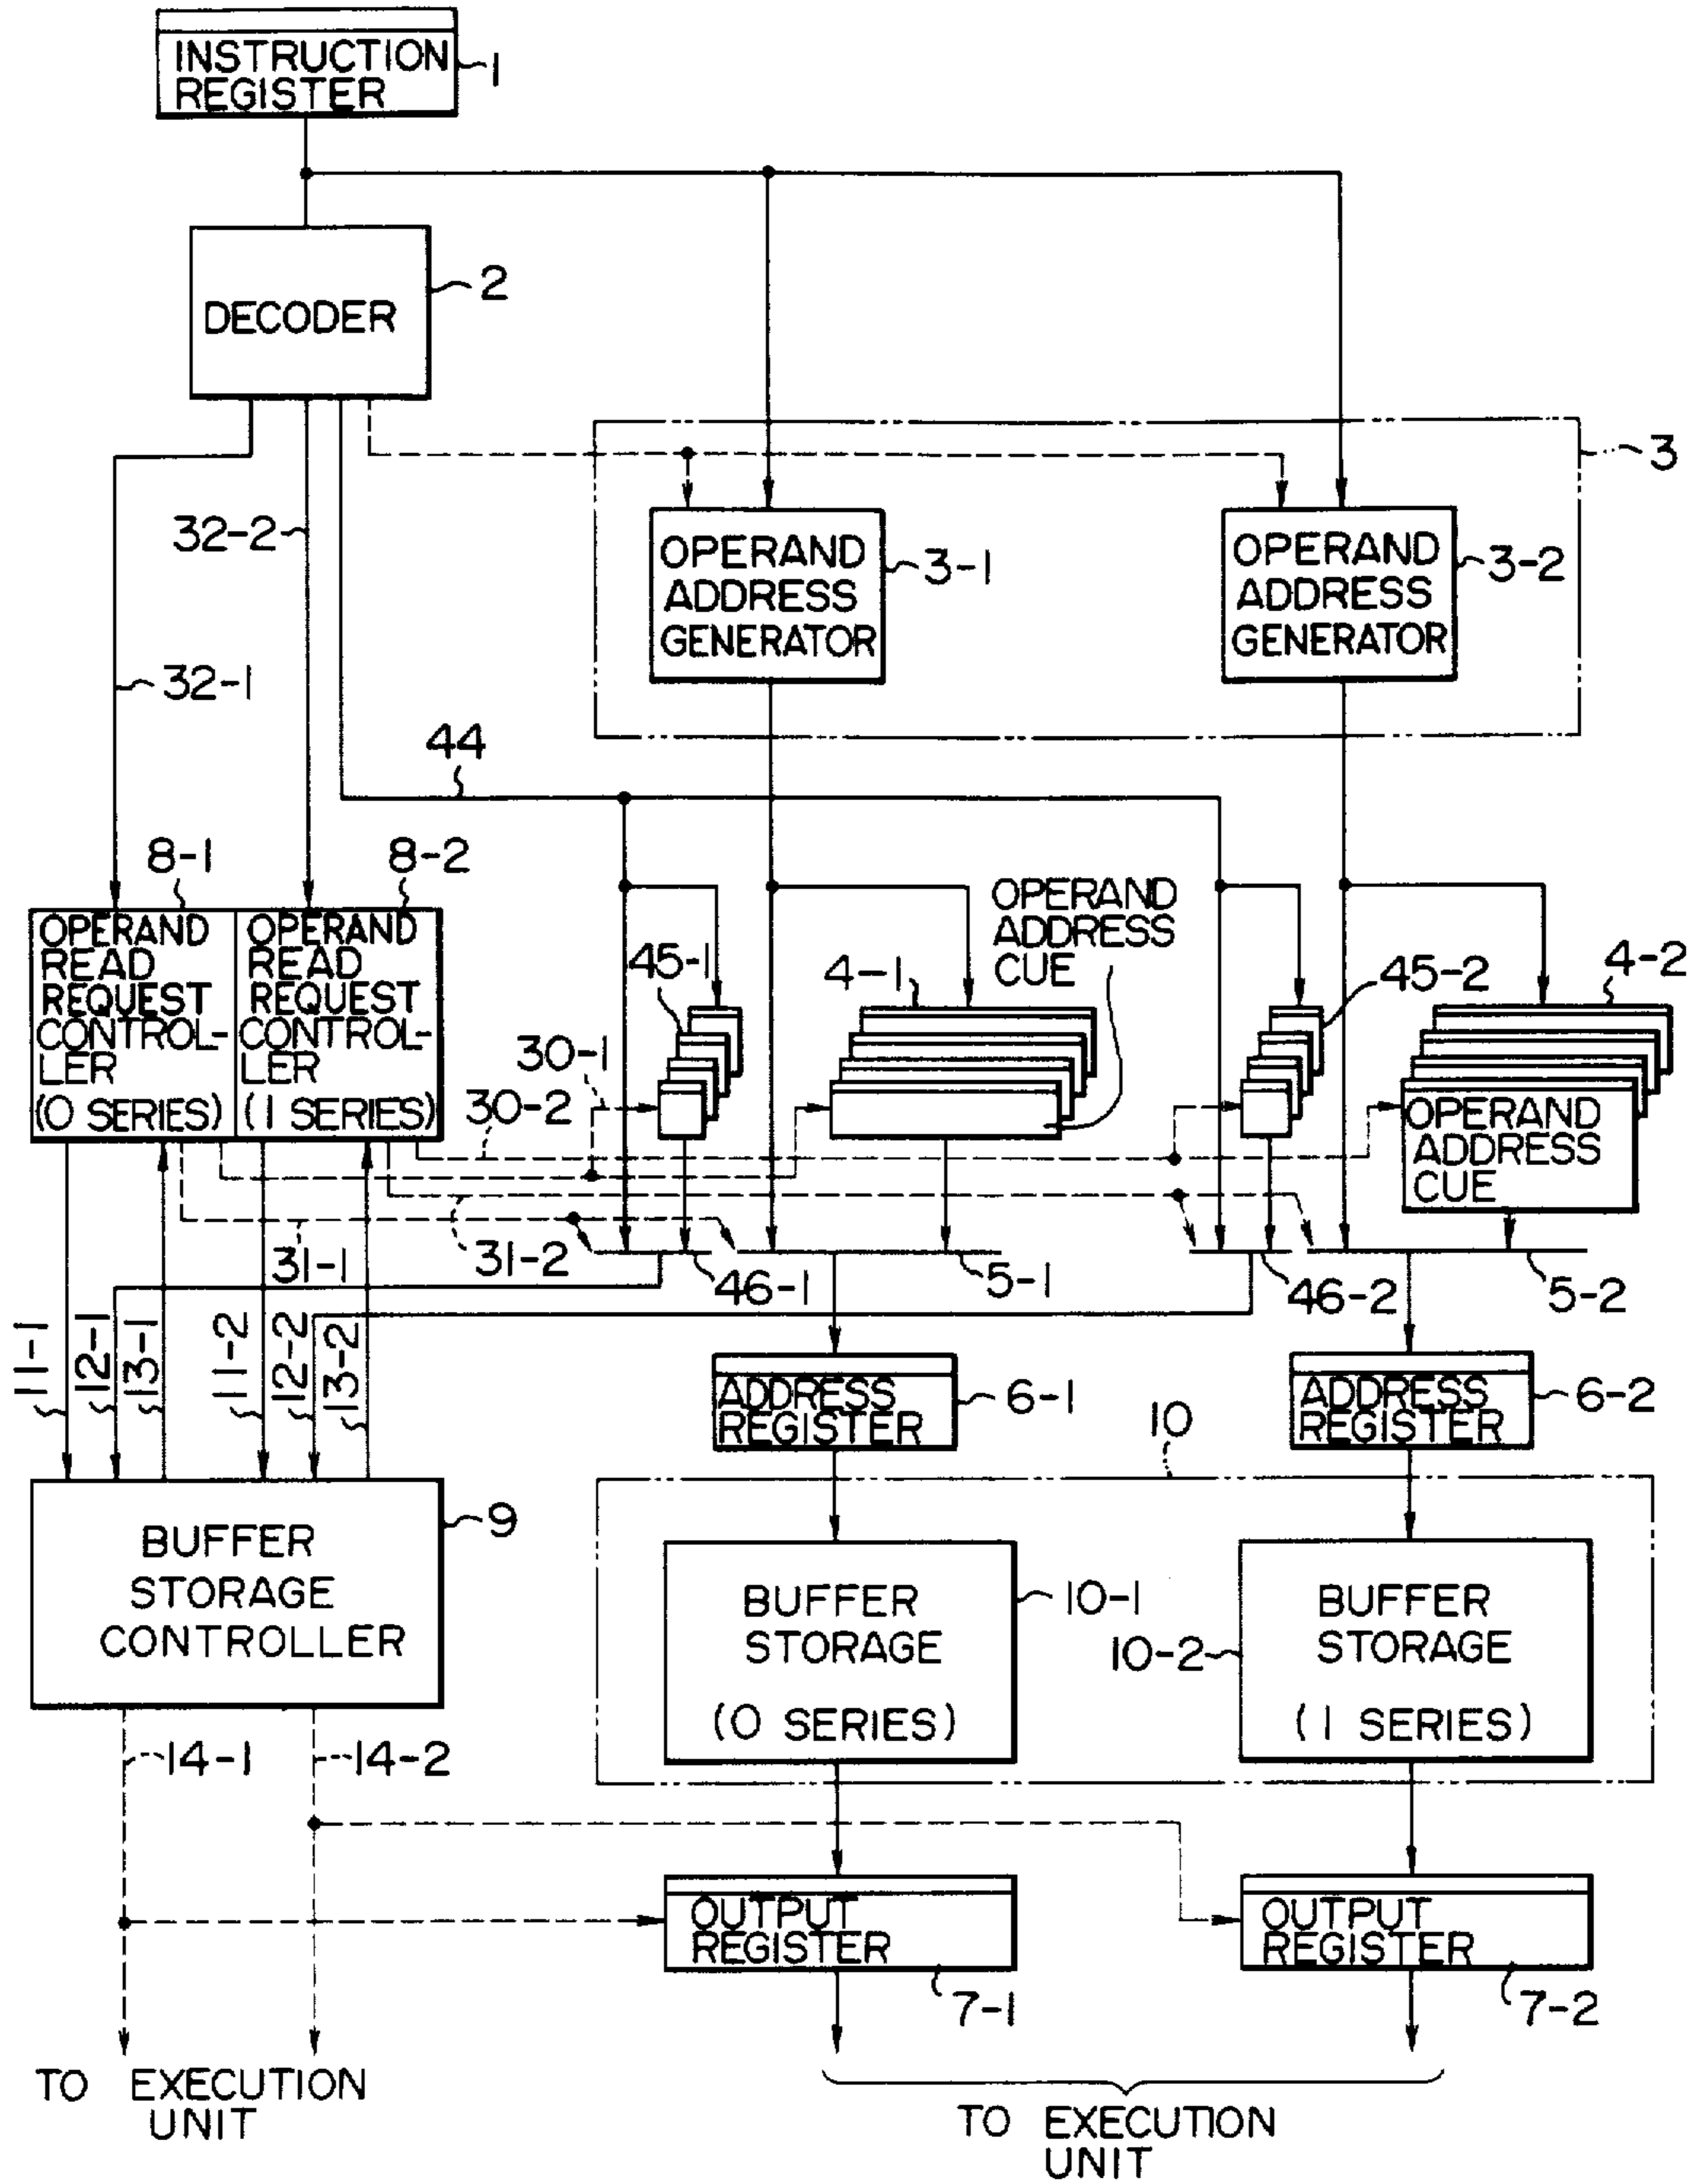 INSTRUCTION
REGISTER
1
DECODER
2
3
32-2
OPERAND
ADDRESS
GENERATOR
3-1
OPERAND
ADDRESS
GENERATOR
3-2
32-1
44
8-1
8-2
OPERAND
READ
REQUEST
CONTROL-
LER
(0 SERIES)
OPERAND
READ
REQUEST
CONTROL-
LER
(1 SERIES)
45-1
4-1
OPERAND
ADDRESS
CUE
45-2
4-2
30-1
30-2
OPERAND
ADDRESS
CUE
31-1
31-2
46-1
5-1
46-2
5-2
11-1
12-1
13-1
11-2
12-2
13-2
ADDRESS
REGISTER
6-1
10
ADDRESS
REGISTER
6-2
BUFFER
STORAGE
CONTROLLER
9
BUFFER
STORAGE
(0 SERIES)
10-1
10-2
BUFFER
STORAGE
(1 SERIES)
14-1
14-2
OUTPUT
REGISTER
7-1
OUTPUT
REGISTER
7-2
TO EXECUTION
UNIT
TO EXECUTION
UNIT